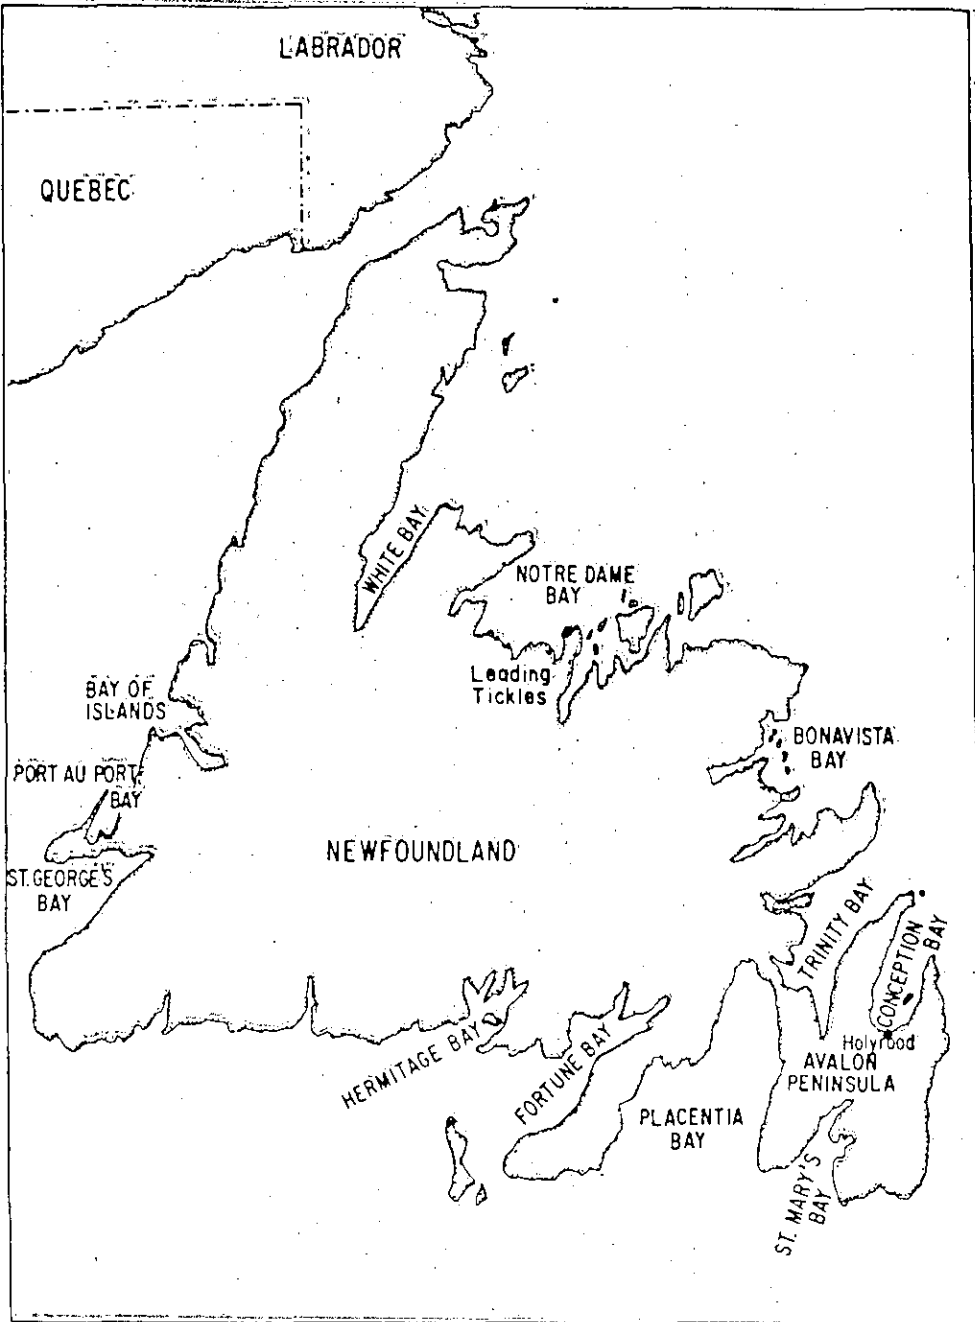 LABRADOR
QUEBEC
WHITE BAY
NOTRE DAME
BAY
Leading
Tickles
BAY OF
ISLANDS
BONAVISTA
BAY
PORT AU PORT
BAY
NEWFOUNDLAND
ST. GEORGE'S
BAY
TRINITY BAY
CONCEPTION
BAY
Holyrood
AVALON
PENINSULA
HERMITAGE BAY
FORTUNE BAY
PLACENTIA
BAY
ST. MARY'S
BAY